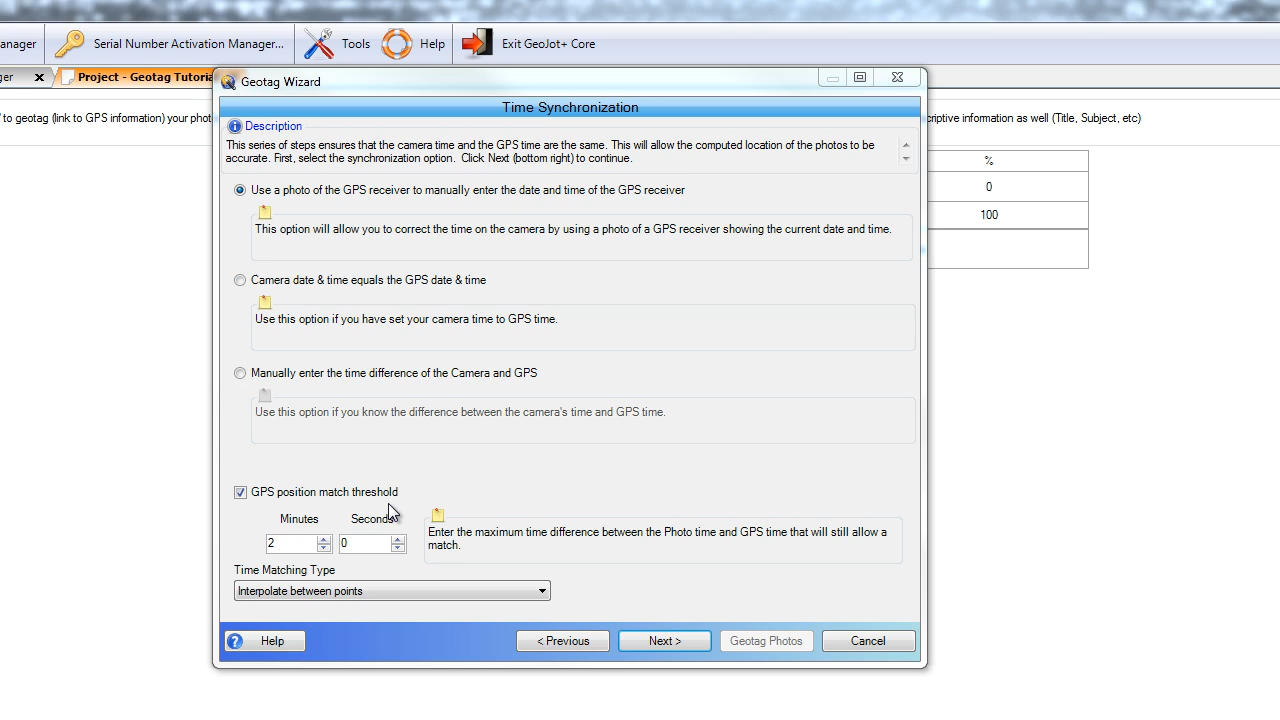 anager
Serial Number Activation Manager...
Tools
Help
Exit GeoJot+ Core
ger
Project - Geotag Tutoria
Geotag Wizard
to geotag (link to GPS information) your phot
criptive information as well (Title, Subject, etc)
Time Synchronization
Description
This series of steps ensures that the camera time and the GPS time are the same. This will allow the computed location of the photos to be
accurate. First, select the synchronization option. Click Next (bottom right) to continue.
%
0
100
Use a photo of the GPS receiver to manually enter the date and time of the GPS receiver
This option will allow you to correct the time on the camera by using a photo of a GPS receiver showing the current date and time.
Camera date & time equals the GPS date & time
Use this option if you have set your camera time to GPS time.
Manually enter the time difference of the Camera and GPS
Use this option if you know the difference between the camera's time and GPS time.
GPS position match threshold
Minutes
Seconds
2
0
Enter the maximum time difference between the Photo time and GPS time that will still allow a
match.
Time Matching Type
Interpolate between points
Help
< Previous
Next >
Geotag Photos
Cancel